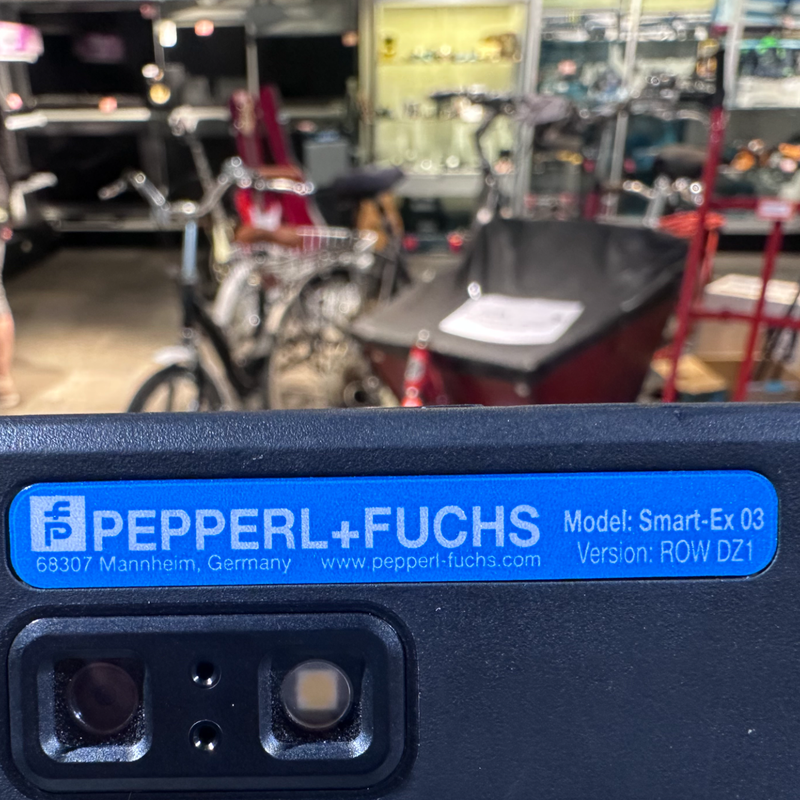 PEPPERL+FUCHS
68307 Mannheim, Germany www.pepperl-fuchs.com
Model: Smart-Ex 03
Version: ROW DZ1